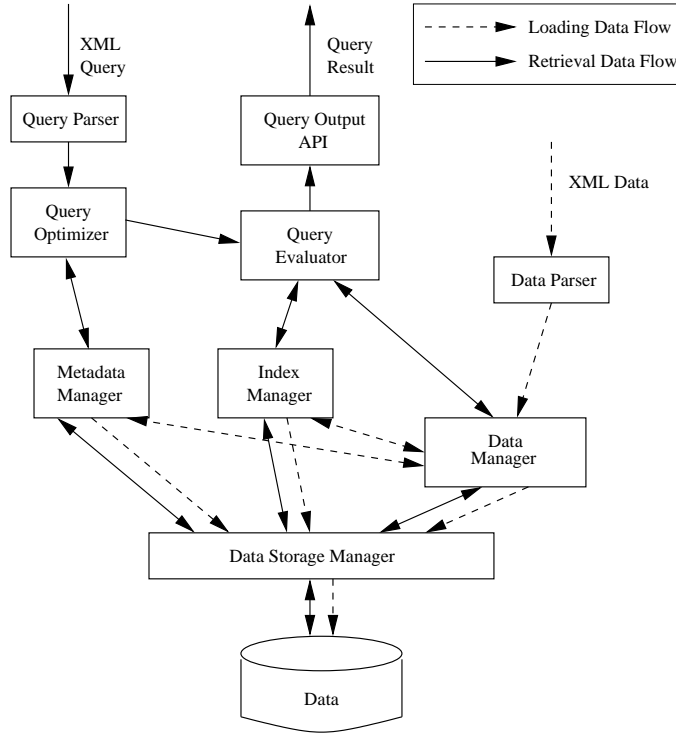 XML
Query
Query
Result
Loading Data Flow
Retrieval Data Flow
Query Parser
Query Output
API
XML Data
Query
Optimizer
Query
Evaluator
Data Parser
Metadata
Manager
Index
Manager
Data
Manager
Data Storage Manager
Data